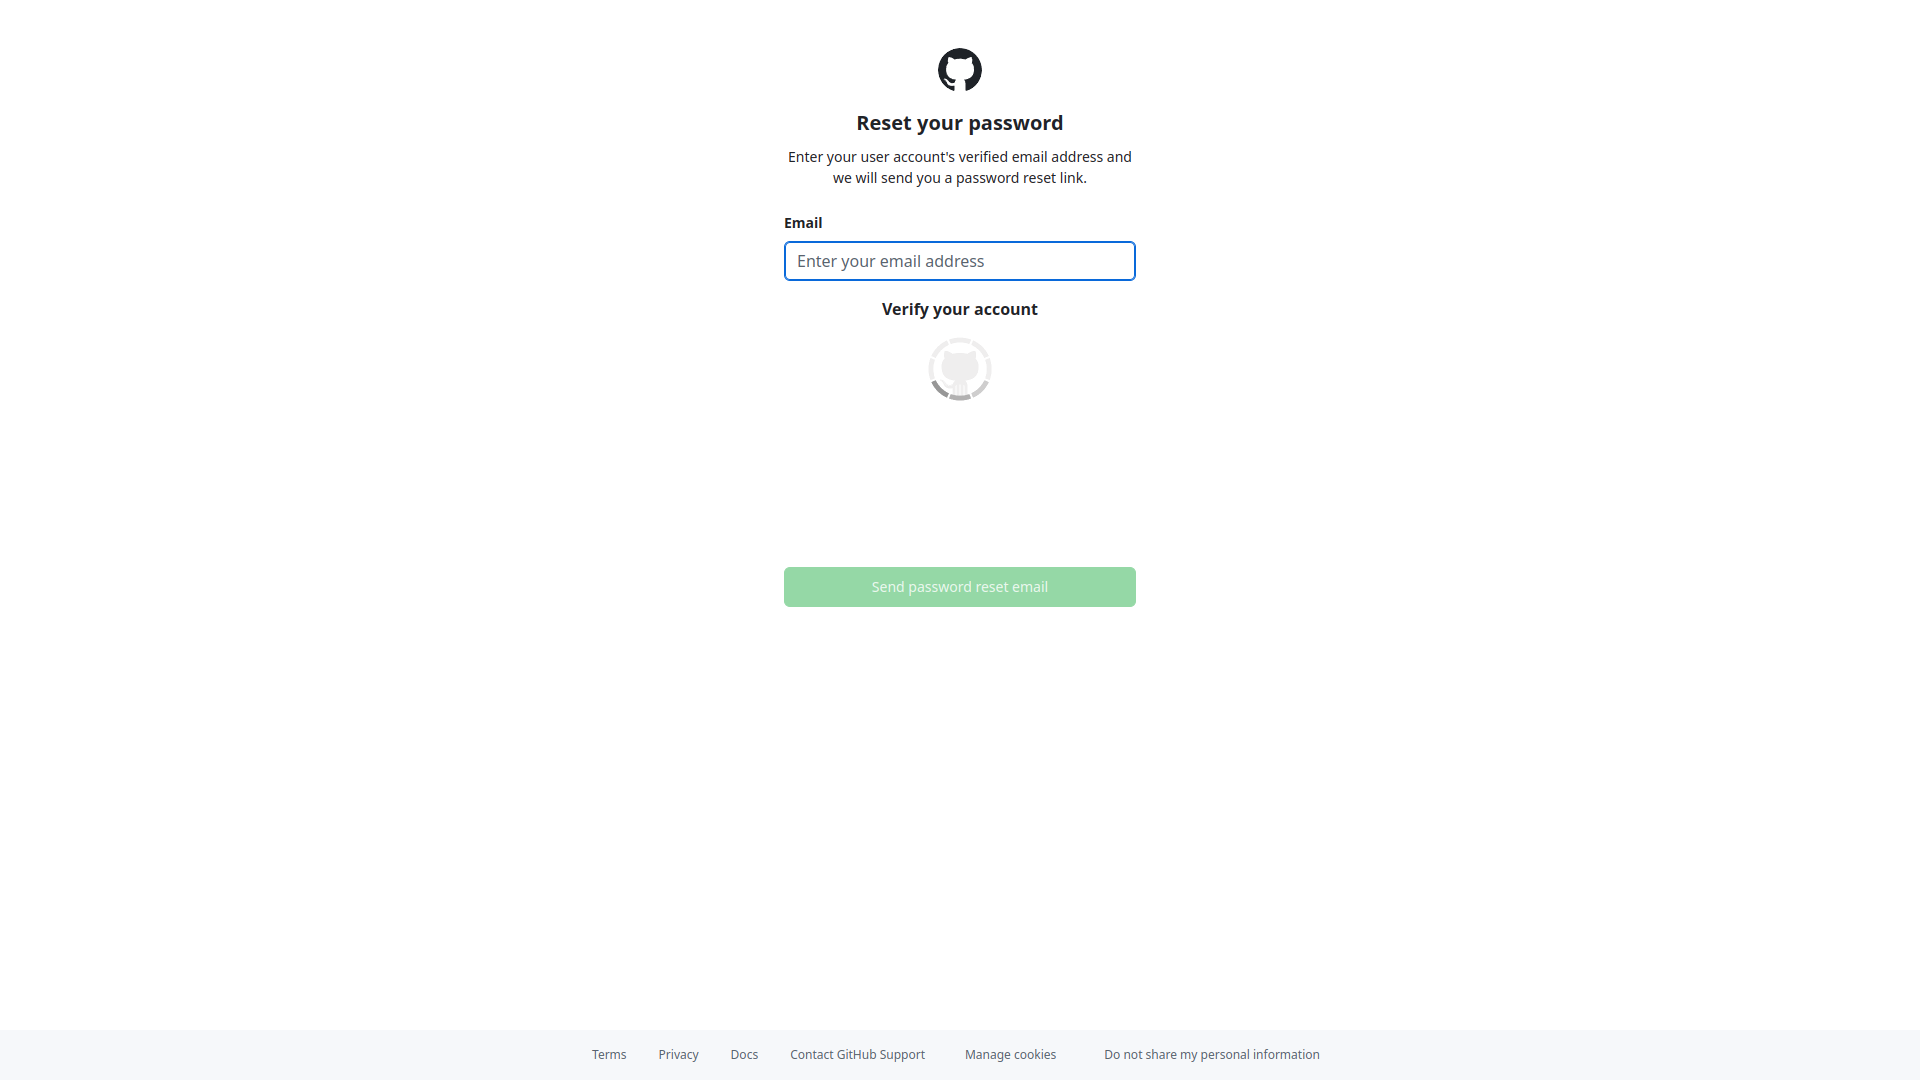 Reset your password
Enter your user account's verified email address and
we will send you a password reset link.
Email
Enter your email address
Verify your account
Send password reset email
Terms
Privacy
Docs
Contact GitHub Support
Manage cookies
Do not share my personal information